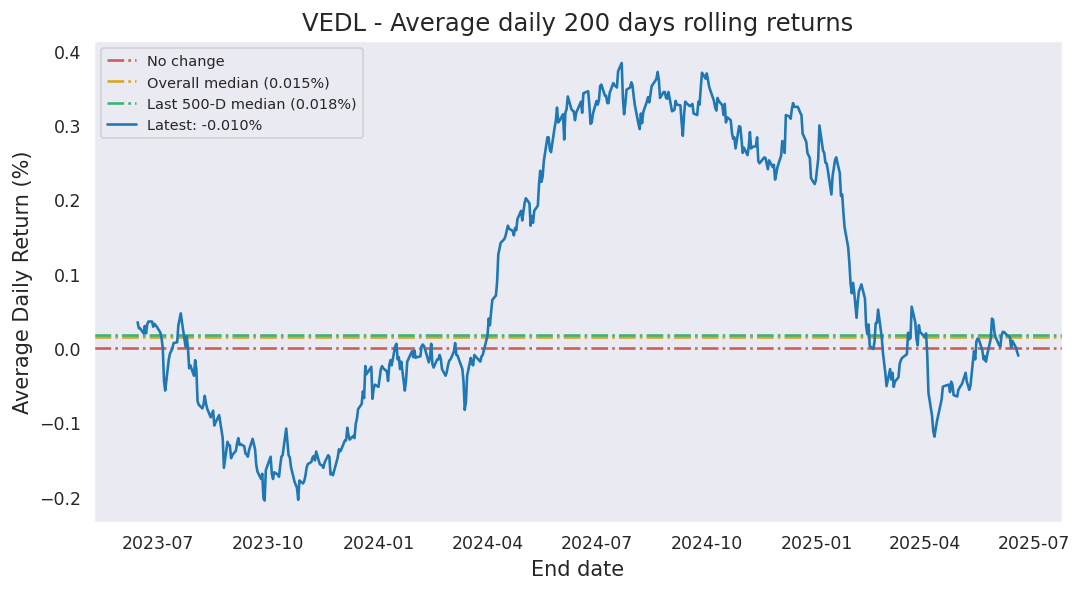 VEDL - Average daily 200 days rolling returns
No change
Overall median (0.015%)
Last 500-D median (0.018%)
Latest: -0.010%
Average Daily Return (%)
0.4
0.3
0.2
0.1
0.0
−0.1
−0.2
2023-07 2023-10 2024-01 2024-04 2024-07 2024-10 2025-01 2025-04 2025-07
End date